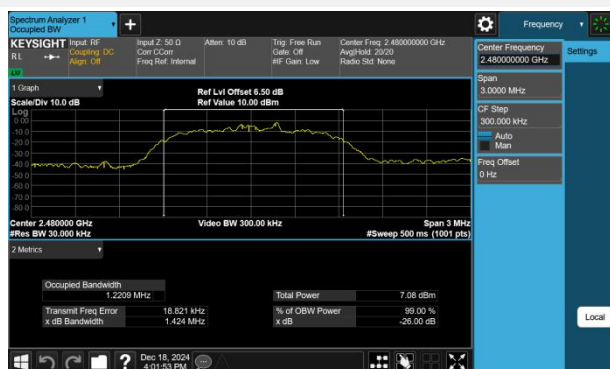 Spectrum Analyzer 1
Occupied BW
Frequency
KEYSIGHT
Input: RF
Input Z: 50 Ω
Atten: 10 dB
Trig: Free Run
Center Freq: 2.480000000 GHz
RL
Coupling: DC
Corr CCorr
Gate: Off
Avg|Hold: 20/20
Align: Off
Freq Ref: Internal
#IF Gain: Low
Radio Std: None
Center Frequency
2.480000000 GHz
Settings
Span
3.0000 MHz
CF Step
300.000 kHz
Auto
Man
Freq Offset
0 Hz
Local
1 Graph
Ref Lvl Offset 6.50 dB
Scale/Div 10.0 dB
Ref Value 10.00 dBm
Log
0.00
-10.0
-20.0
-30.0
-40.0
-50.0
-60.0
-70.0
-80.0
Center 2.480000 GHz
Video BW 300.00 kHz
Span 3 MHz
#Res BW 30.000 kHz
#Sweep 500 ms (1001 pts)
2 Metrics
Occupied Bandwidth
1.2209 MHz
Total Power
7.08 dBm
Transmit Freq Error
18.821 kHz
% of OBW Power
99.00 %
x dB Bandwidth
1.424 MHz
x dB
-26.00 dB
Dec 18, 2024
4:01:53 PM